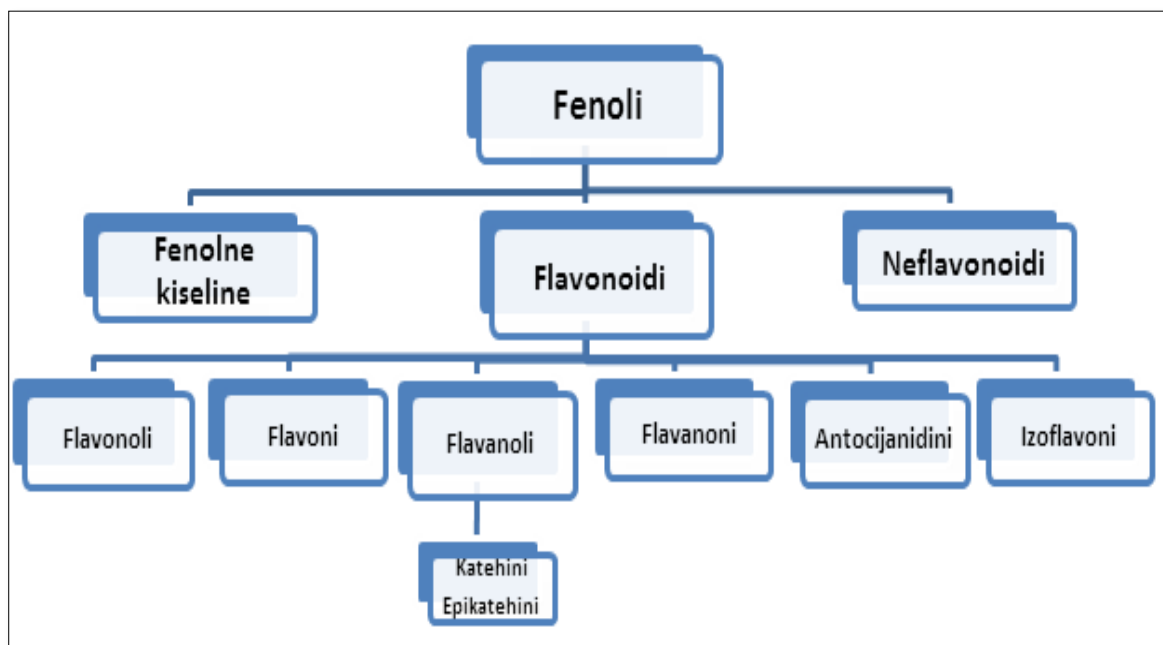 Fenoli
Fenolne
kiseline
Flavonoidi
Neflavonoidi
Flavonoli
Flavoni
Flavanoli
Flavanoni
Antocijanidini
Izoflavoni
Katehini
Epikatehini